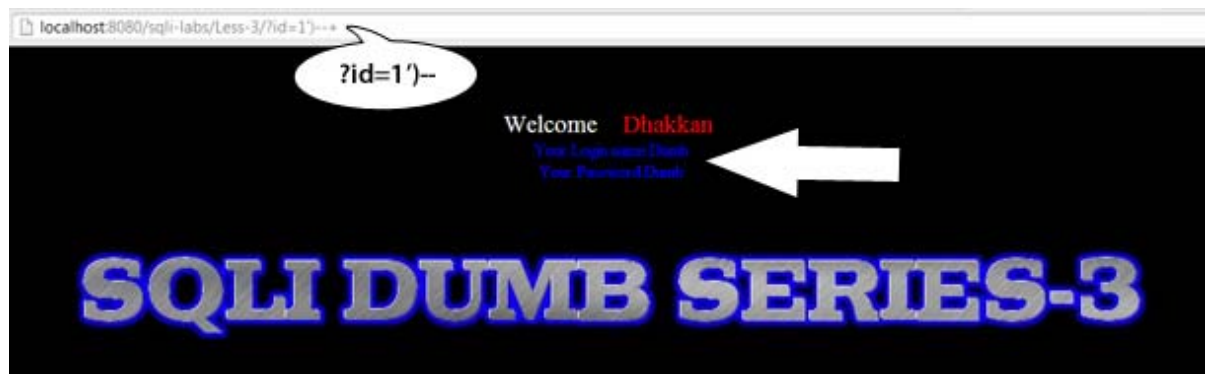 localhost:8080/sqli-labs/Less-3/?id=1')--+
?id=1')--
Welcome Dhakkan
Your Login name:Dumb
Your Password:Dumb
SQLI DUMB SERIES-3